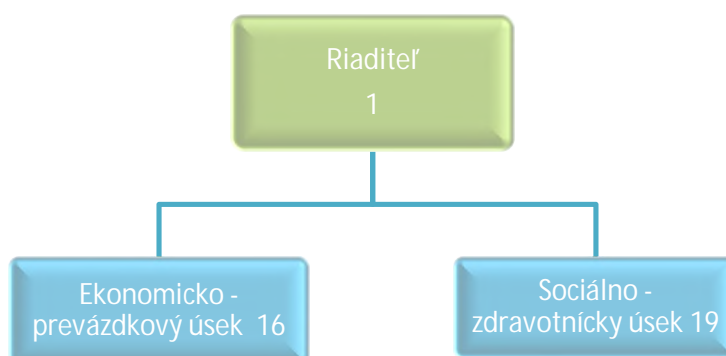 Riaditeľ
1
Ekonomicko -
prevázdkový úsek 16
Sociálno -
zdravotnícky úsek 19